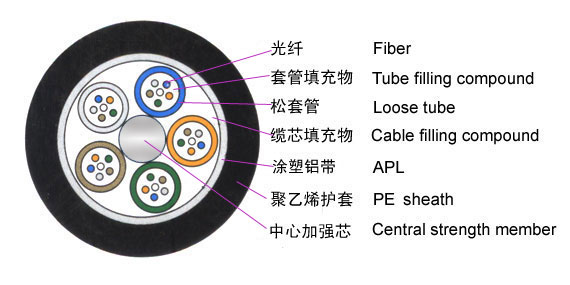 光纤 Fiber
套管填充物 Tube filling compound
松套管 Loose tube
缆芯填充物 Cable filling compound
涂塑铝带 APL
聚乙烯护套 PE sheath
中心加强芯 Central strength member